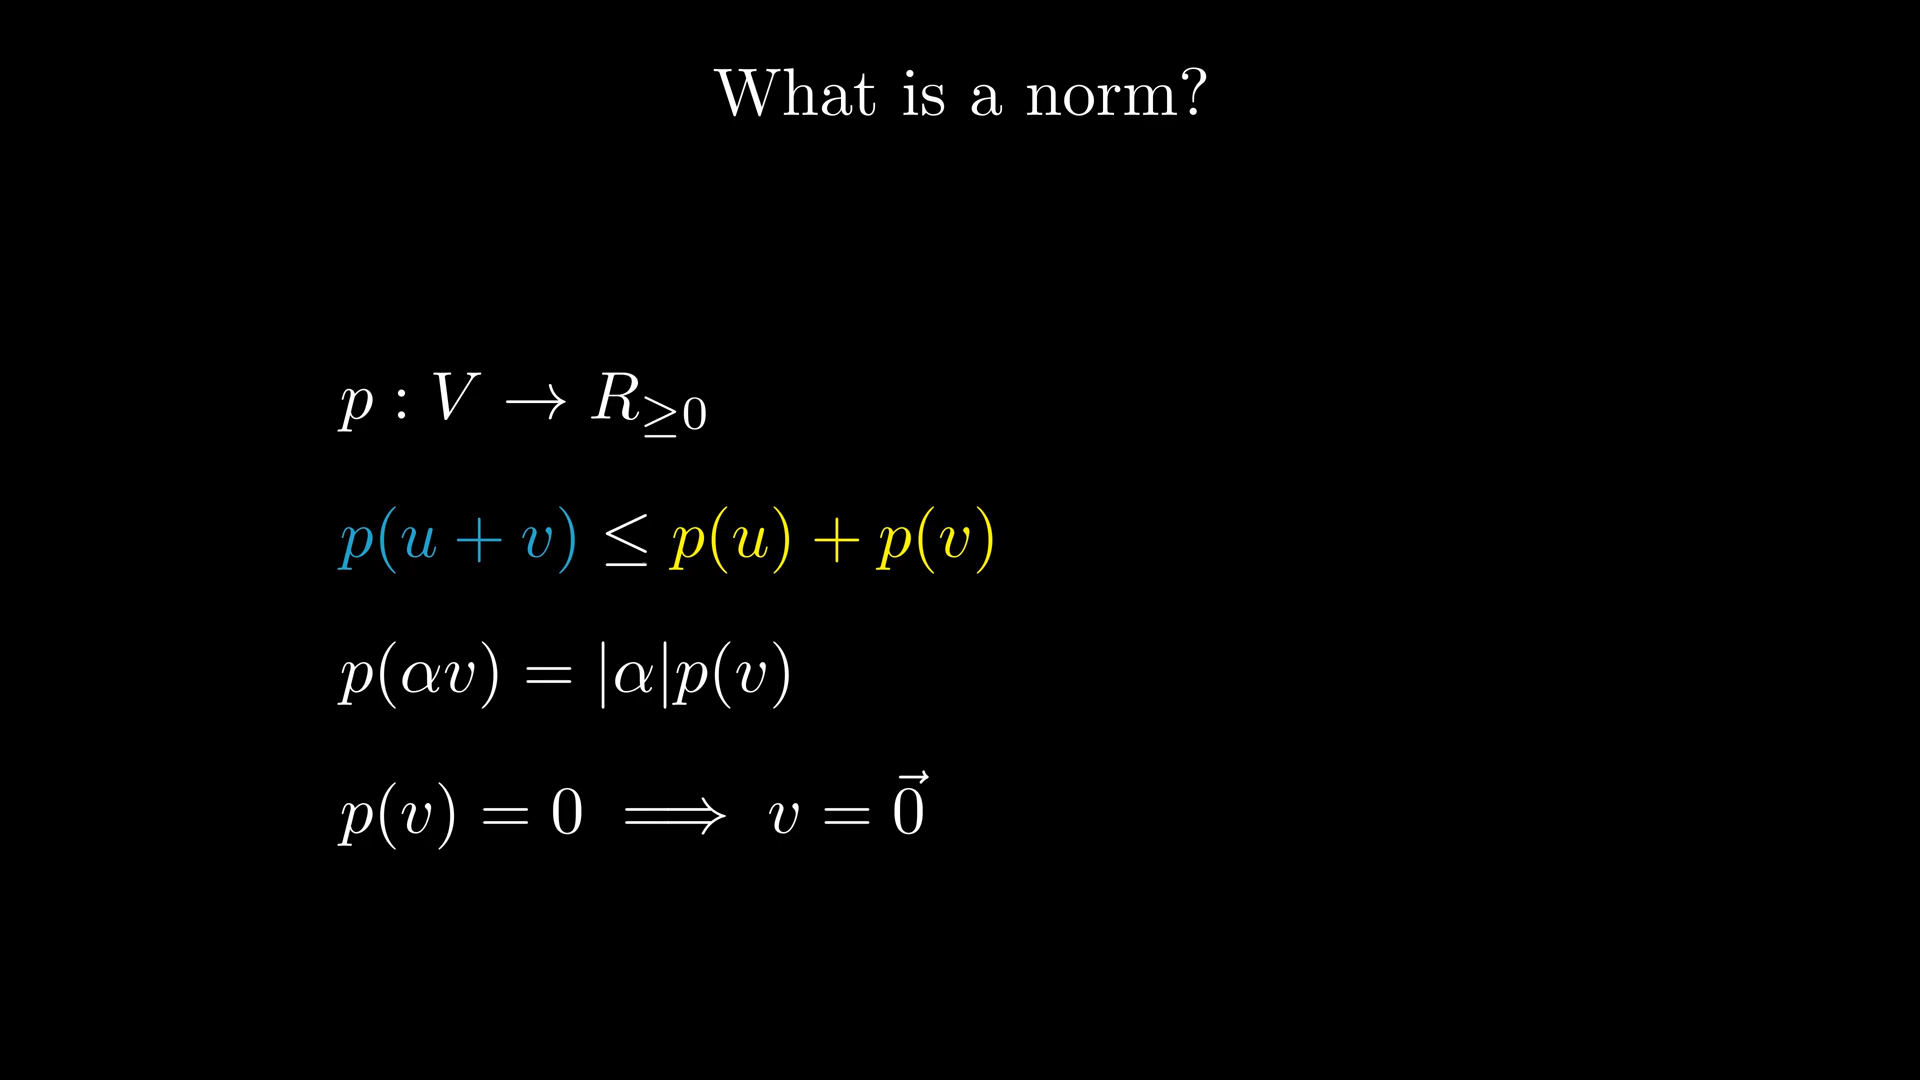 What is a norm?
p : V → R≥0
p(u + v) ≤ p(u) + p(v)
p(αv) = |α|p(v)
p(v) = 0 ⟹ v = 0⃗